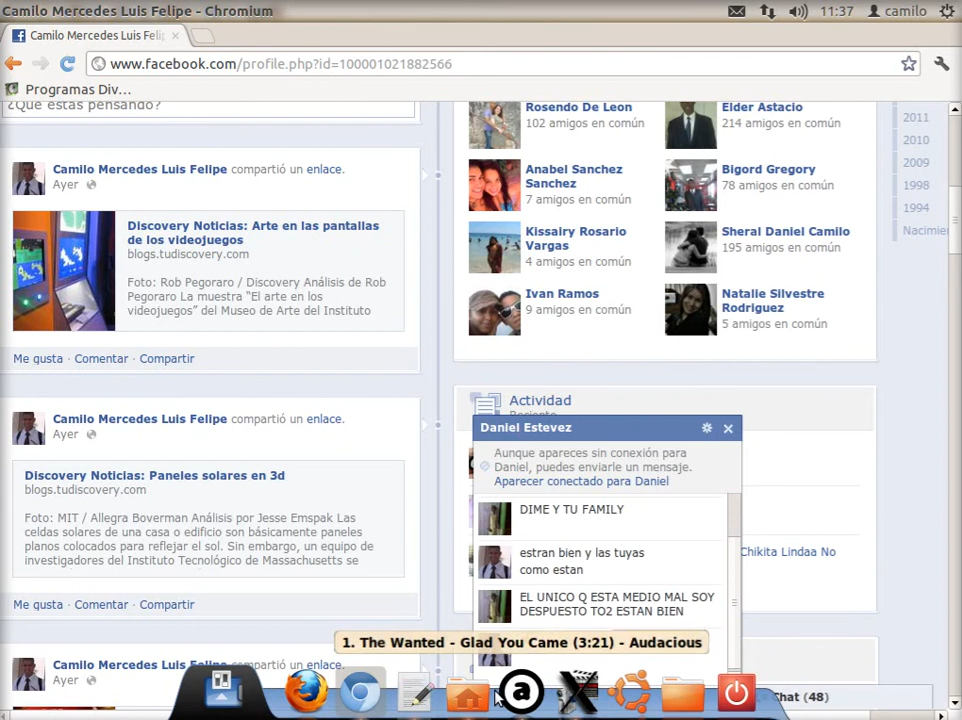 Camilo Mercedes Luis Felipe - Chromium
11:37
camilo
Camilo Mercedes Luis Felip
www.facebook.com/profile.php?id=100001021882566
Programas Div...
¿Qué estás pensando?
Camilo Mercedes Luis Felipe compartió un enlace.
Ayer
Discovery Noticias: Arte en las pantallas
de los videojuegos
blogs.tudiscovery.com
Foto: Rob Pegoraro / Discovery Análisis de Rob
Pegoraro La muestra “El arte en los
videojuegos” del Museo de Arte del Instituto
Me gusta · Comentar · Compartir
Camilo Mercedes Luis Felipe compartió un enlace.
Ayer
Discovery Noticias: Paneles solares en 3d
blogs.tudiscovery.com
Foto: MIT / Allegra Boverman Análisis por Jesse Emspak Las
celdas solares de una casa o edificio son básicamente paneles
planos colocados para reflejar el sol. Sin embargo, un equipo de
investigadores del Instituto Tecnológico de Massachusetts se
Me gusta · Comentar · Compartir
Camilo Mercedes Luis Felipe compartió un enlace.
Ayer
Rosendo De Leon
102 amigos en común
Elder Astacio
214 amigos en común
Anabel Sanchez
Sanchez
7 amigos en común
Bigord Gregory
78 amigos en común
Kissairy Rosario
Vargas
4 amigos en común
Sheral Daniel Camilo
195 amigos en común
Ivan Ramos
9 amigos en común
Natalie Silvestre
Rodriguez
5 amigos en común
2011
2010
2009
1998
1994
Nacimie
Actividad
Reciente
Chikita Lindaa No
Daniel Estevez
Aunque apareces sin conexión para
Daniel, puedes enviarle un mensaje.
Aparecer conectado para Daniel
DIME Y TU FAMILY
estran bien y las tuyas
como estan
EL UNICO Q ESTA MEDIO MAL SOY
DESPUESTO TO2 ESTAN BIEN
1. The Wanted - Glad You Came (3:21) - Audacious
Chat (48)